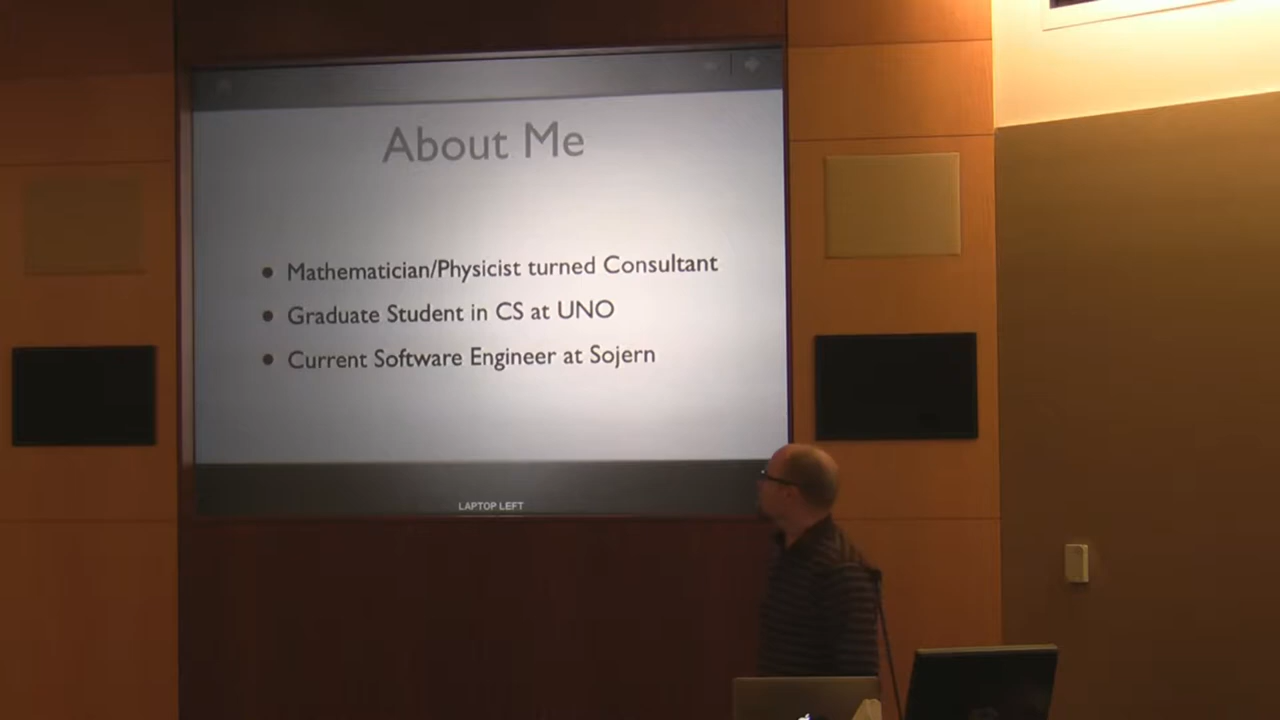 About Me
Mathematician/Physicist turned Consultant
Graduate Student in CS at UNO
Current Software Engineer at Sojern
LAPTOP LEFT